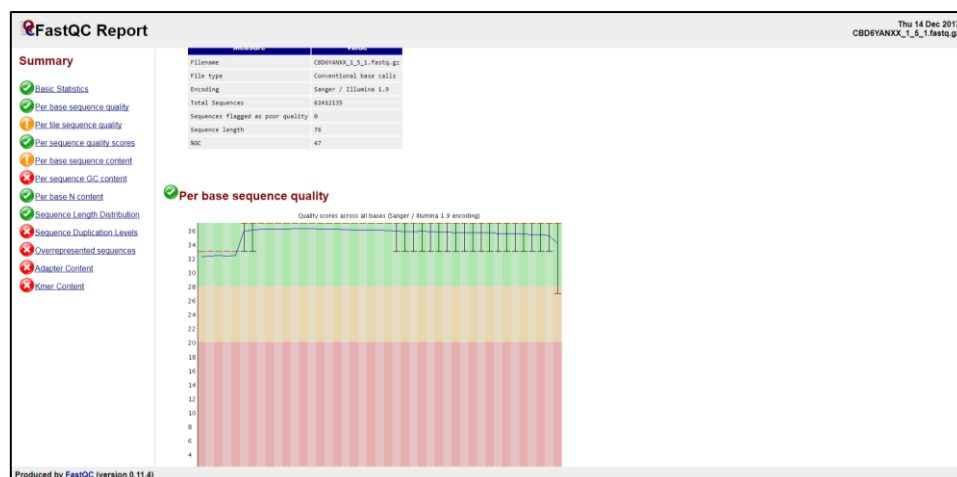 FastQC Report
Thu 14 Dec 2017
CBD6YANXX_1_5_1.fastq.gz
Summary
Basic Statistics
Per base sequence quality
Per tile sequence quality
Per sequence quality scores
Per base sequence content
Per sequence GC content
Per base N content
Sequence Length Distribution
Sequence Duplication Levels
Overrepresented sequences
Adapter Content
Kmer Content
Measure Value
Filename CBD6YANXX_1_5_1.fastq.gz
File type Conventional base calls
Encoding Sanger / Illumina 1.9
Total Sequences 62412135
Sequences flagged as poor quality 0
Sequence length 76
%GC 47
Per base sequence quality
Quality scores across all bases (Sanger / Illumina 1.9 encoding)
36
34
32
30
28
26
24
22
20
18
16
14
12
10
8
6
4
Produced by FastQC (version 0.11.4)